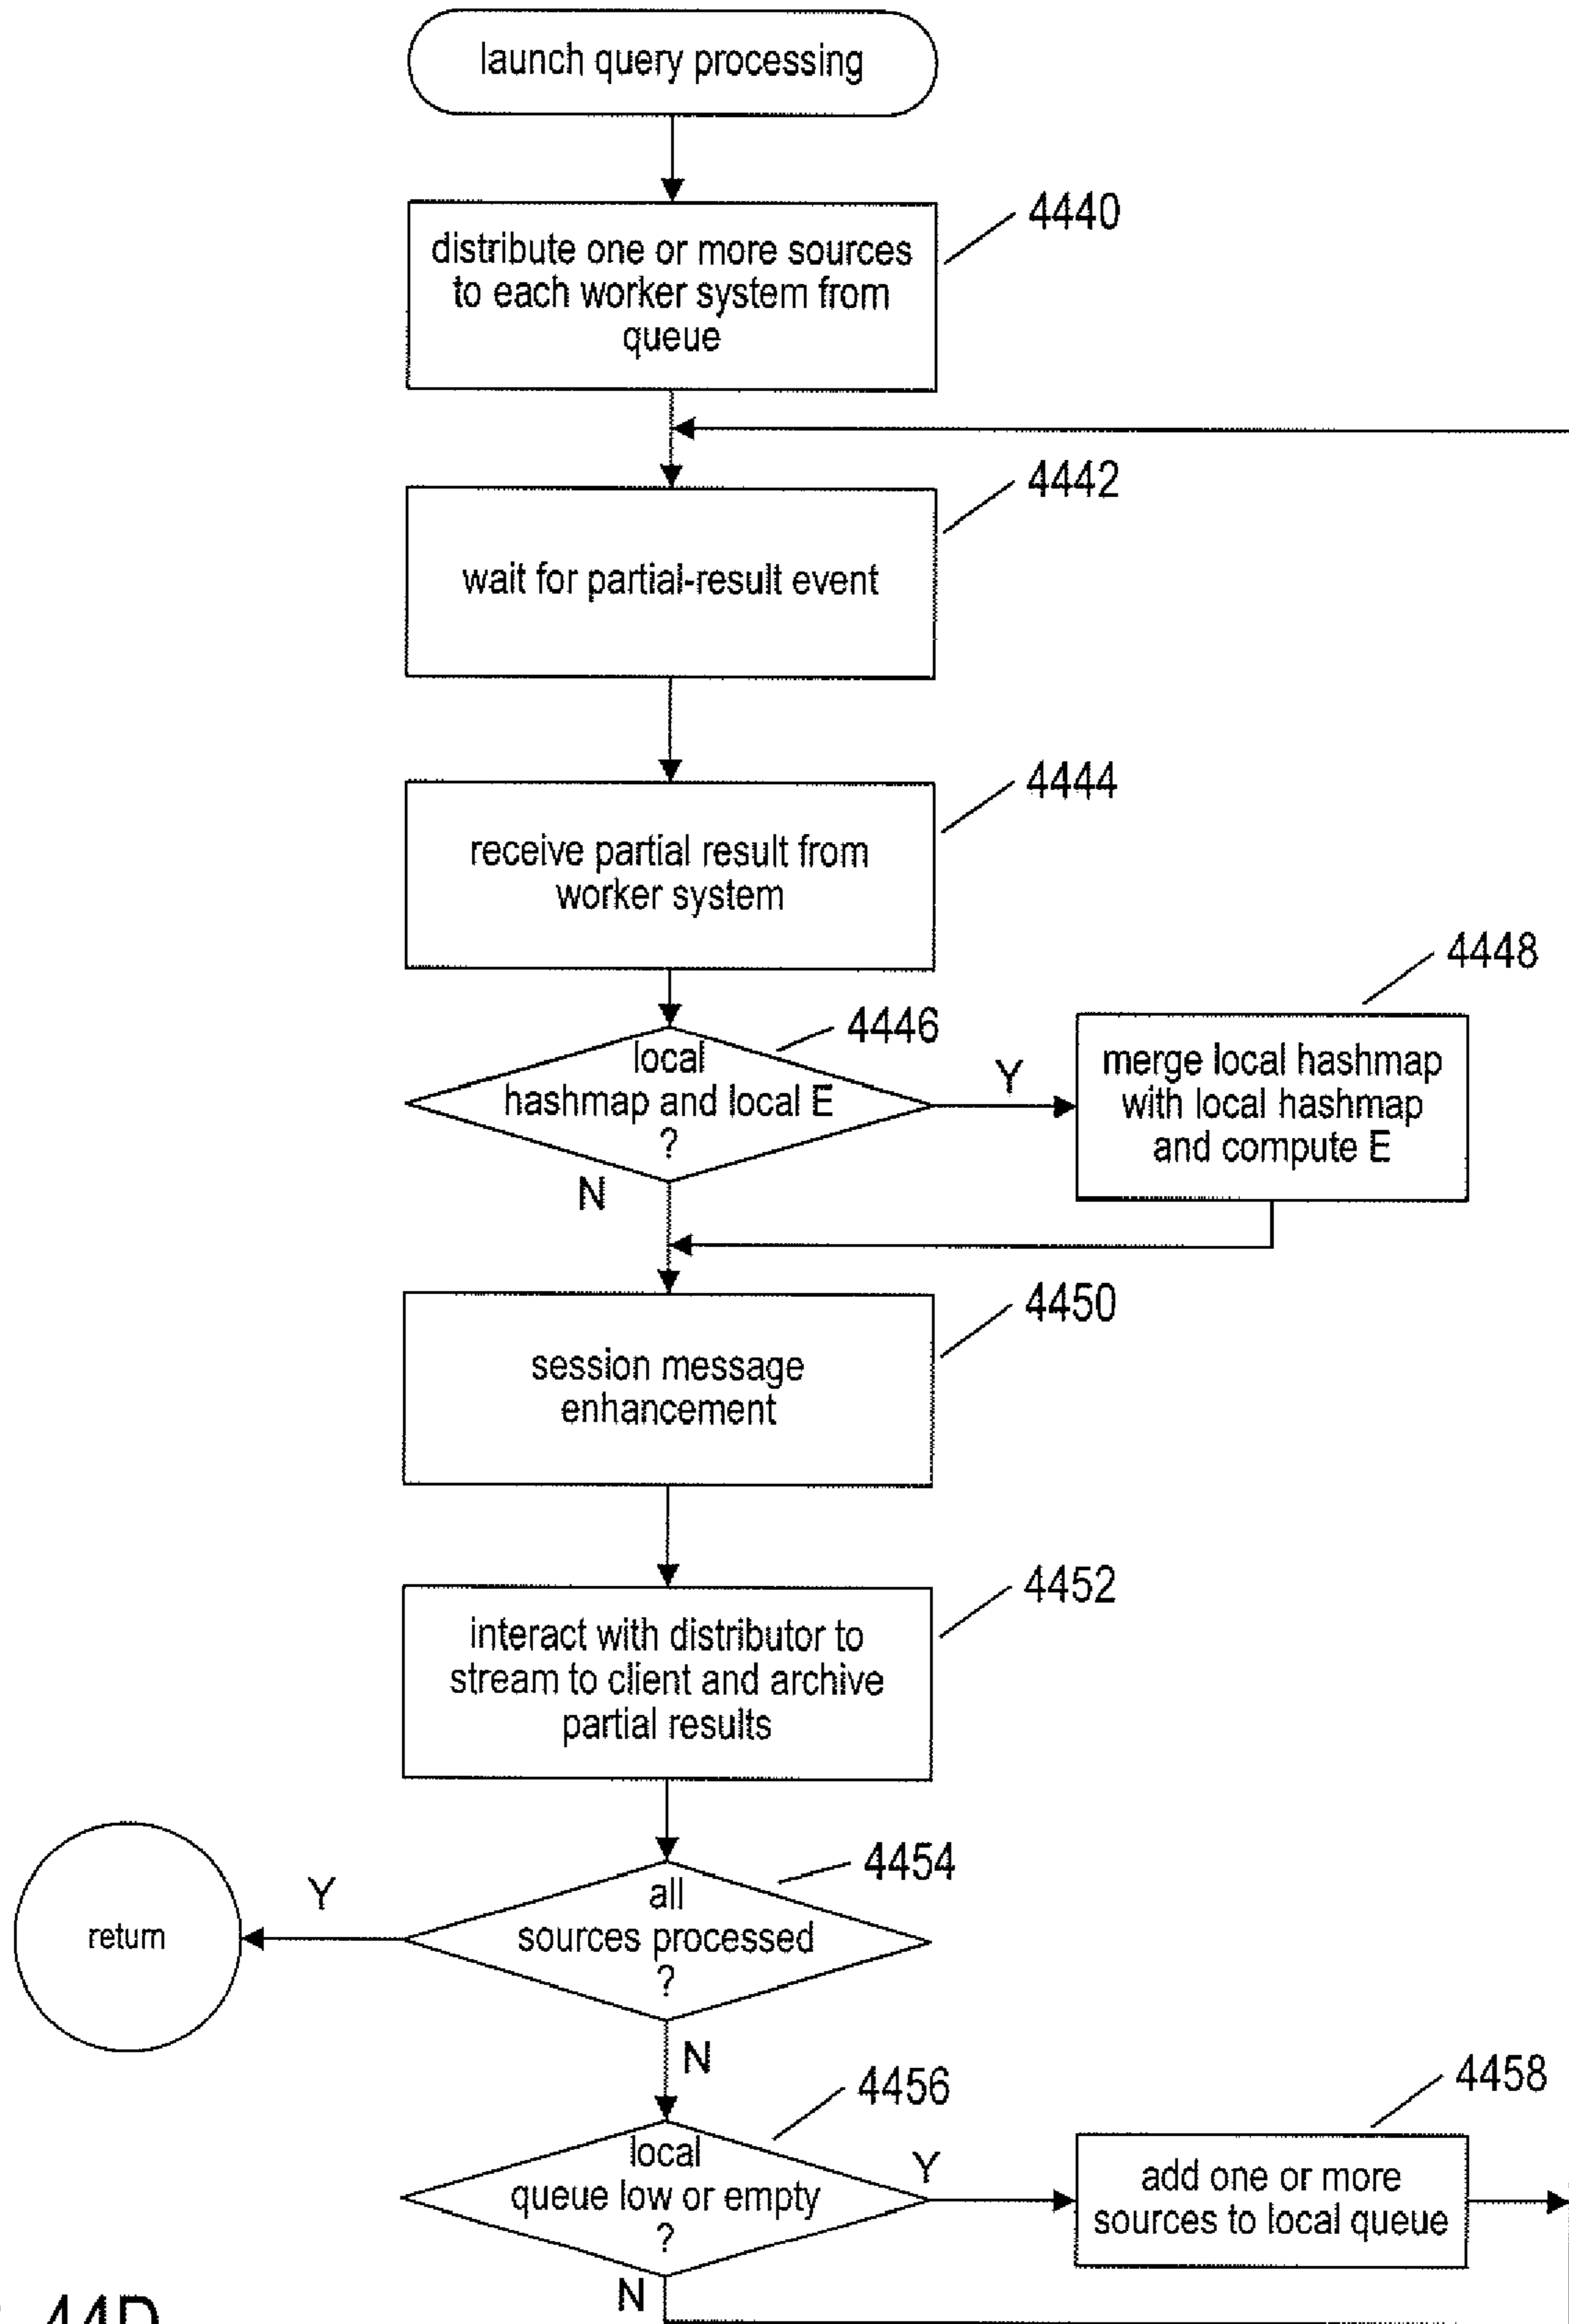 launch query processing
4440
distribute one or more sources
to each worker system from
queue
4442
wait for partial-result event
4444
receive partial result from
worker system
4448
4446
local
hashmap and local E
?
Y
merge local hashmap
with local hashmap
and compute E
N
4450
session message
enhancement
4452
interact with distributor to
stream to client and archive
partial results
4454
all
sources processed
?
Y
return
N
4456
4458
local
queue low or empty
?
Y
add one or more
sources to local queue
N
44D